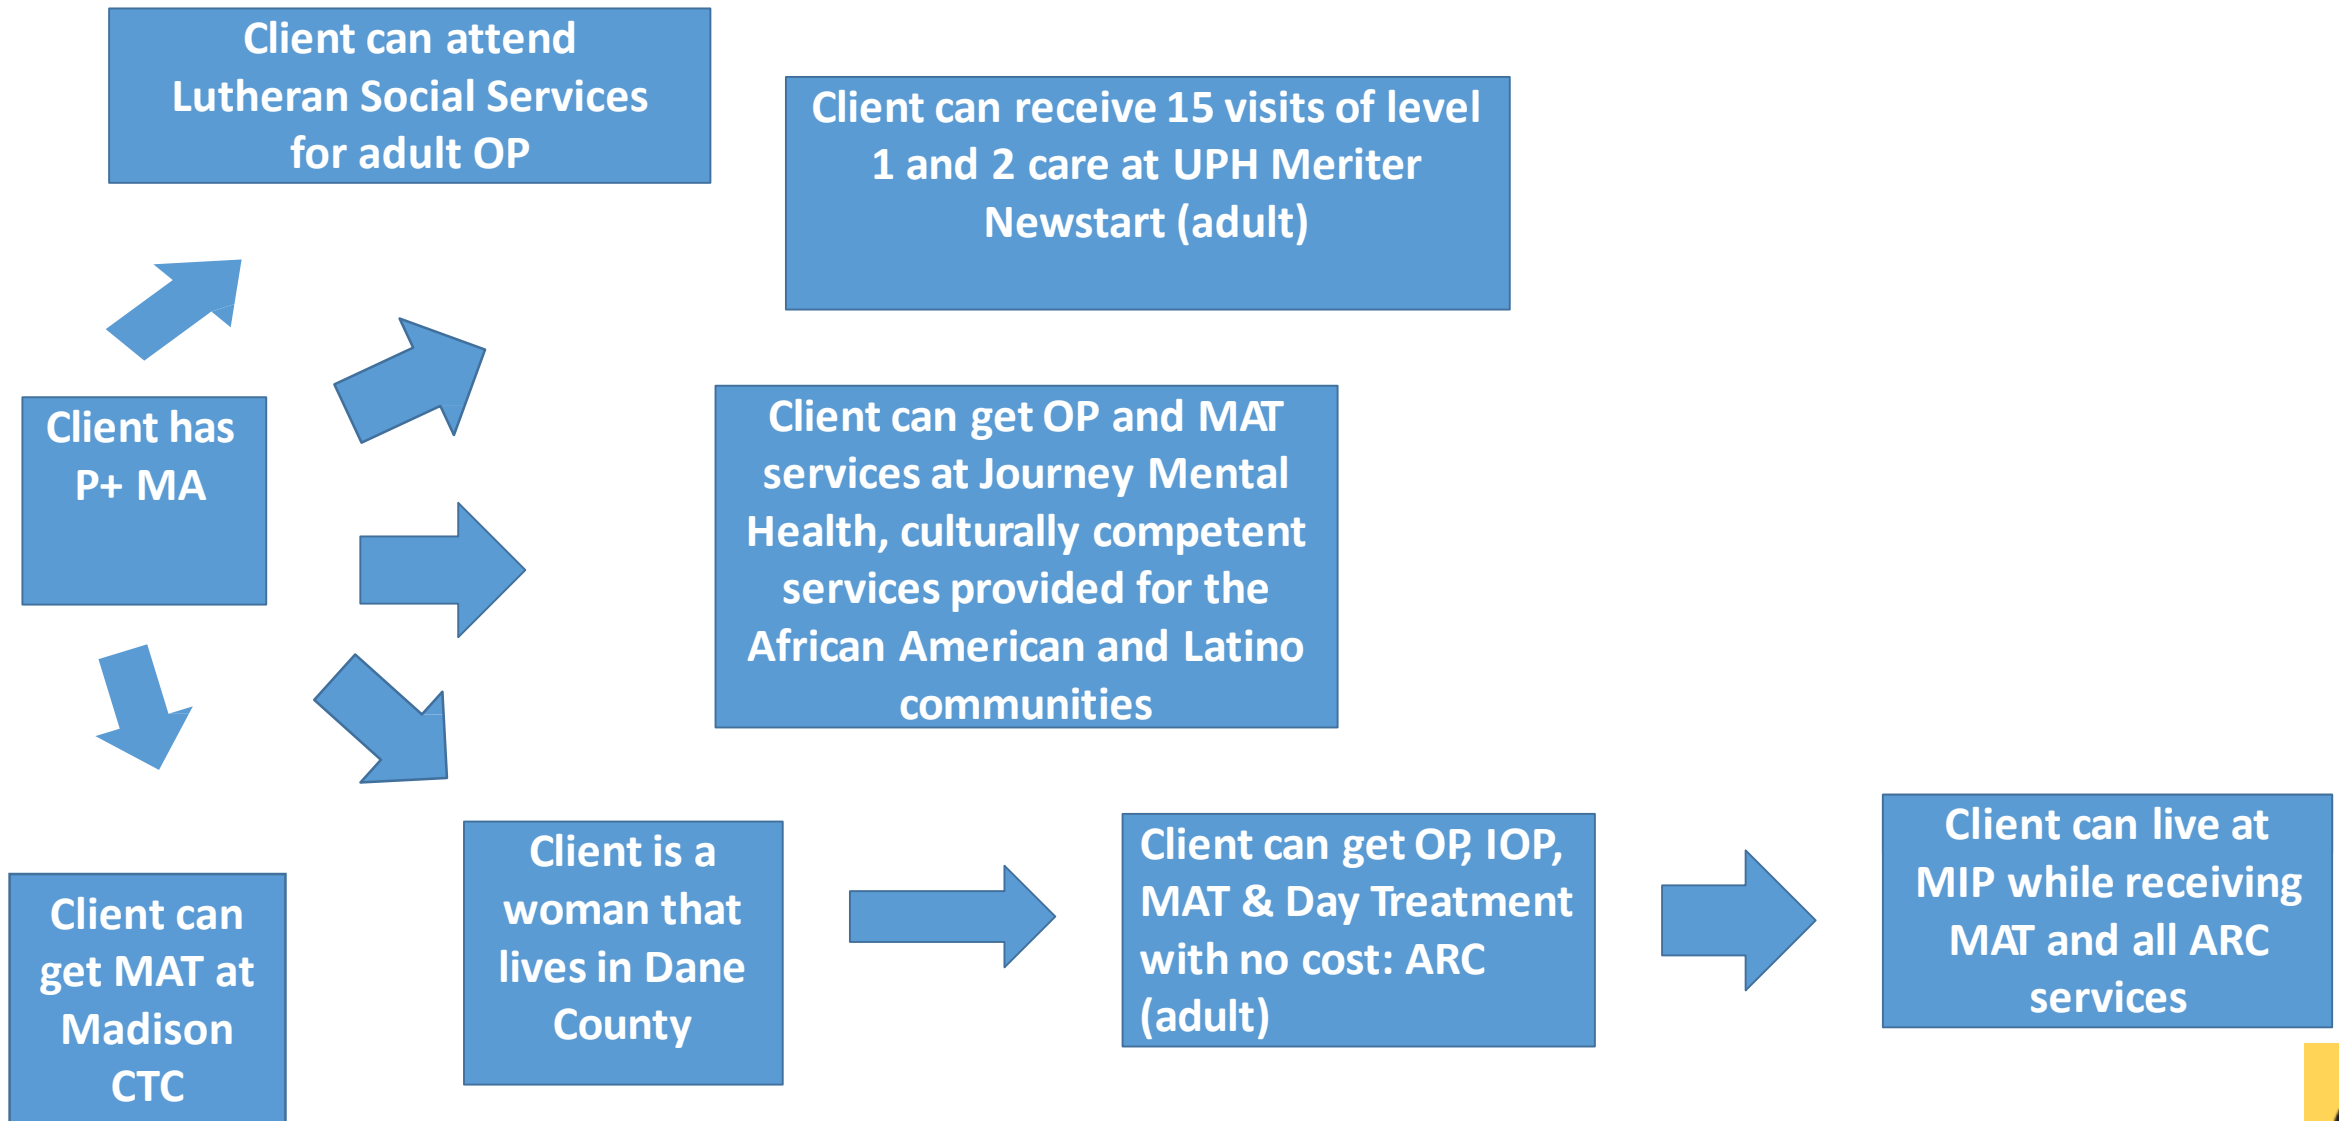 Client can attend
Lutheran Social Services
for adult OP
Client can receive 15 visits of level
1 and 2 care at UPH Meriter
Newstart (adult)
Client has
P+ MA
Client can get OP and MAT
services at Journey Mental
Health, culturally competent
services provided for the
African American and Latino
communities
Client can
get MAT at
Madison
CTC
Client is a
woman that
lives in Dane
County
Client can get OP, IOP,
MAT & Day Treatment
with no cost: ARC
(adult)
Client can live at
MIP while receiving
MAT and all ARC
services